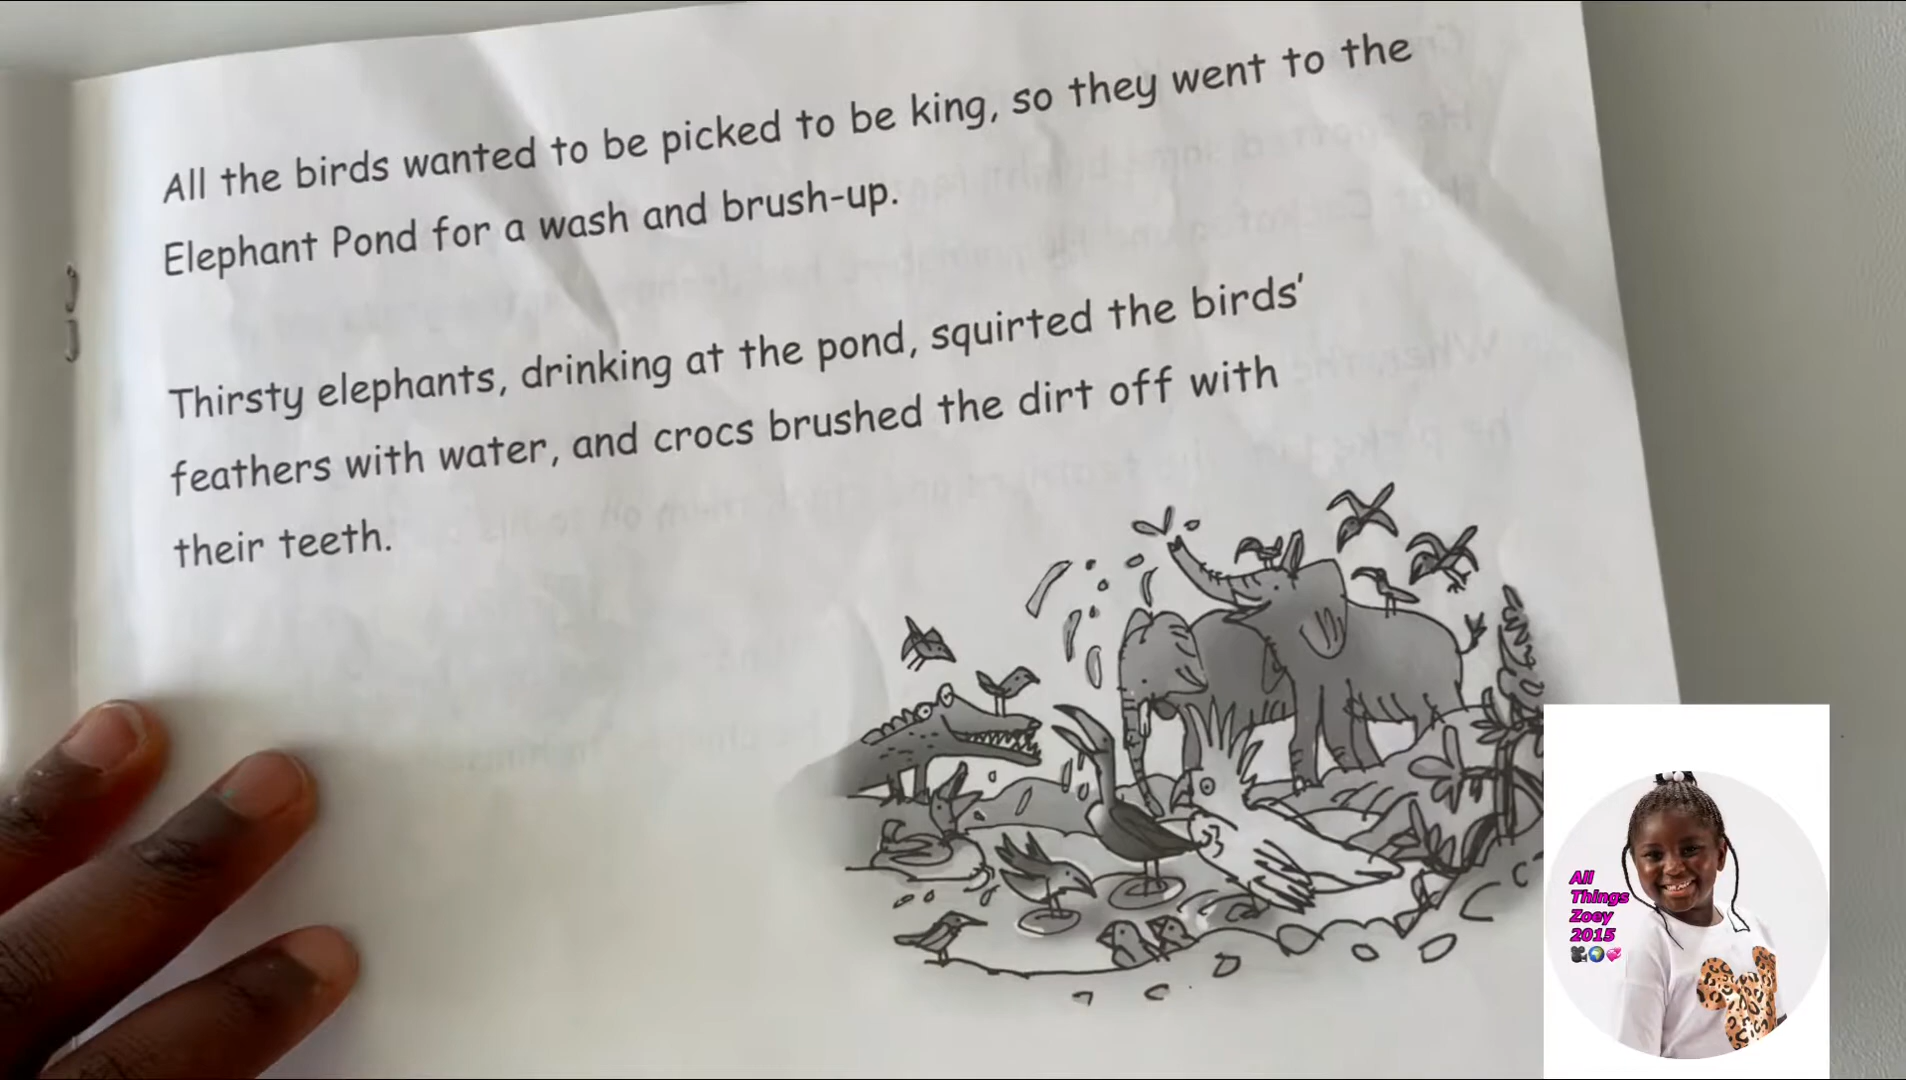 All the birds wanted to be picked to be king, so they went to the
Elephant Pond for a wash and brush-up.
Thirsty elephants, drinking at the pond, squirted the birds'
feathers with water, and crocs brushed the dirt off with
their teeth.
All
Things
Zoey
2015